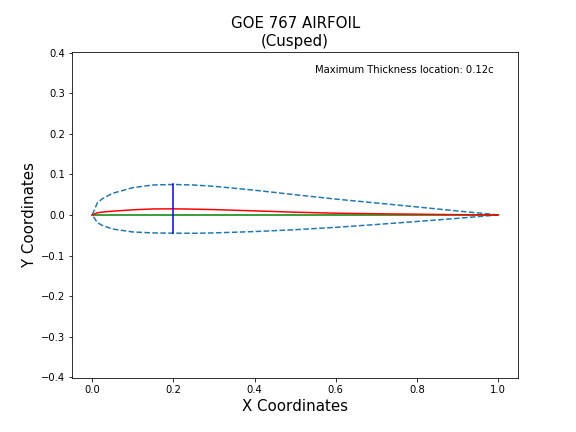 GOE 767 AIRFOIL
(Cusped)
Maximum Thickness location: 0.12c
0.4
0.3
0.2
0.1
0.0
−0.1
−0.2
−0.3
−0.4
Y Coordinates
0.0 0.2 0.4 0.6 0.8 1.0
X Coordinates